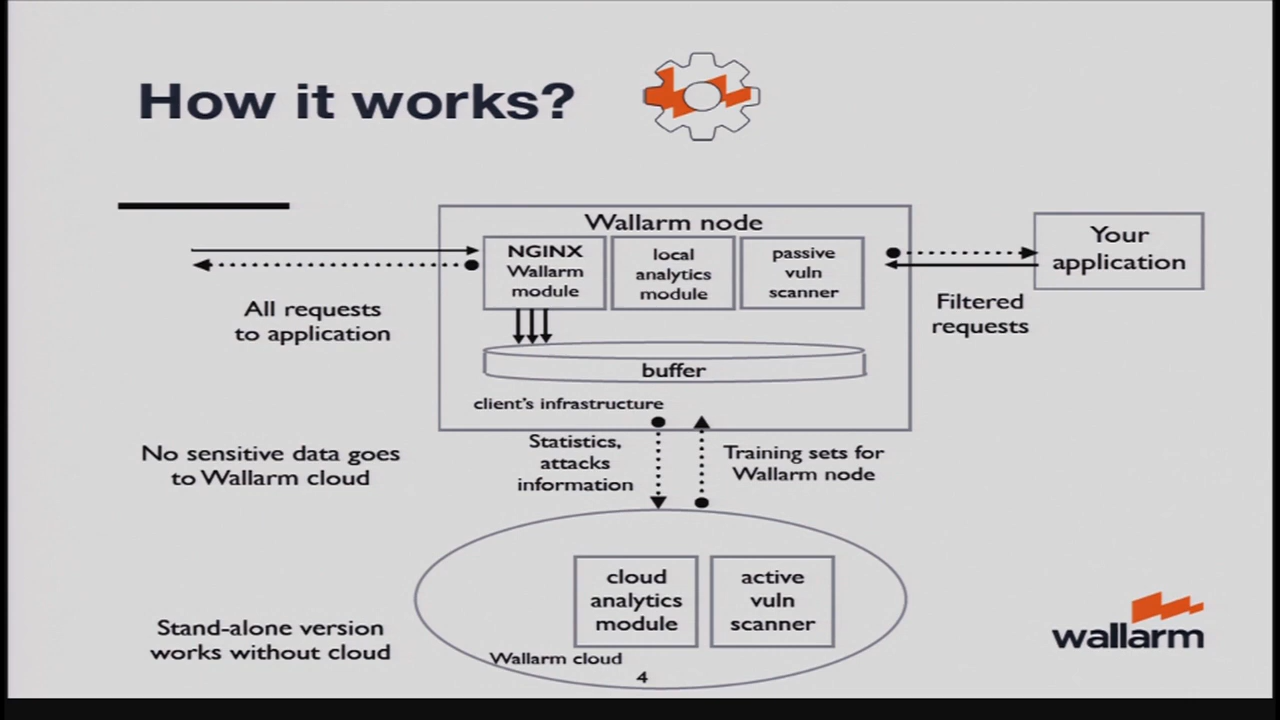 How it works?
Wallarm node
NGINX
Wallarm
module
local
analytics
module
passive
vuln
scanner
Your
application
All requests
to application
Filtered
requests
buffer
client's infrastructure
No sensitive data goes
to Wallarm cloud
Statistics,
attacks
information
Training sets for
Wallarm node
cloud
analytics
module
active
vuln
scanner
Stand-alone version
works without cloud
Wallarm cloud
4
wallarm